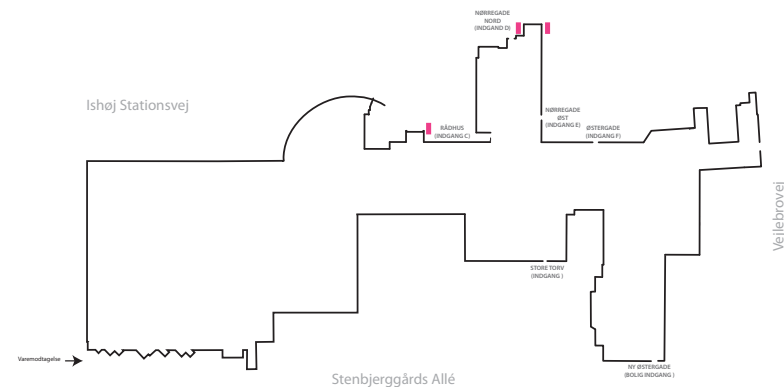 NØRREGADE
NORD
(INDGAND D)
Ishøj Stationsvej
NØRREGADE
ØST
(INDGANG E)
RÅDHUS
(INDGANG C)
ØSTERGADE
(INDGANG F)
Vejlebrovej
STORE TORV
(INDGANG )
Varemodtagelse
NY ØSTERGADE
(BOLIG INDGANG )
Stenbjerggårds Allé